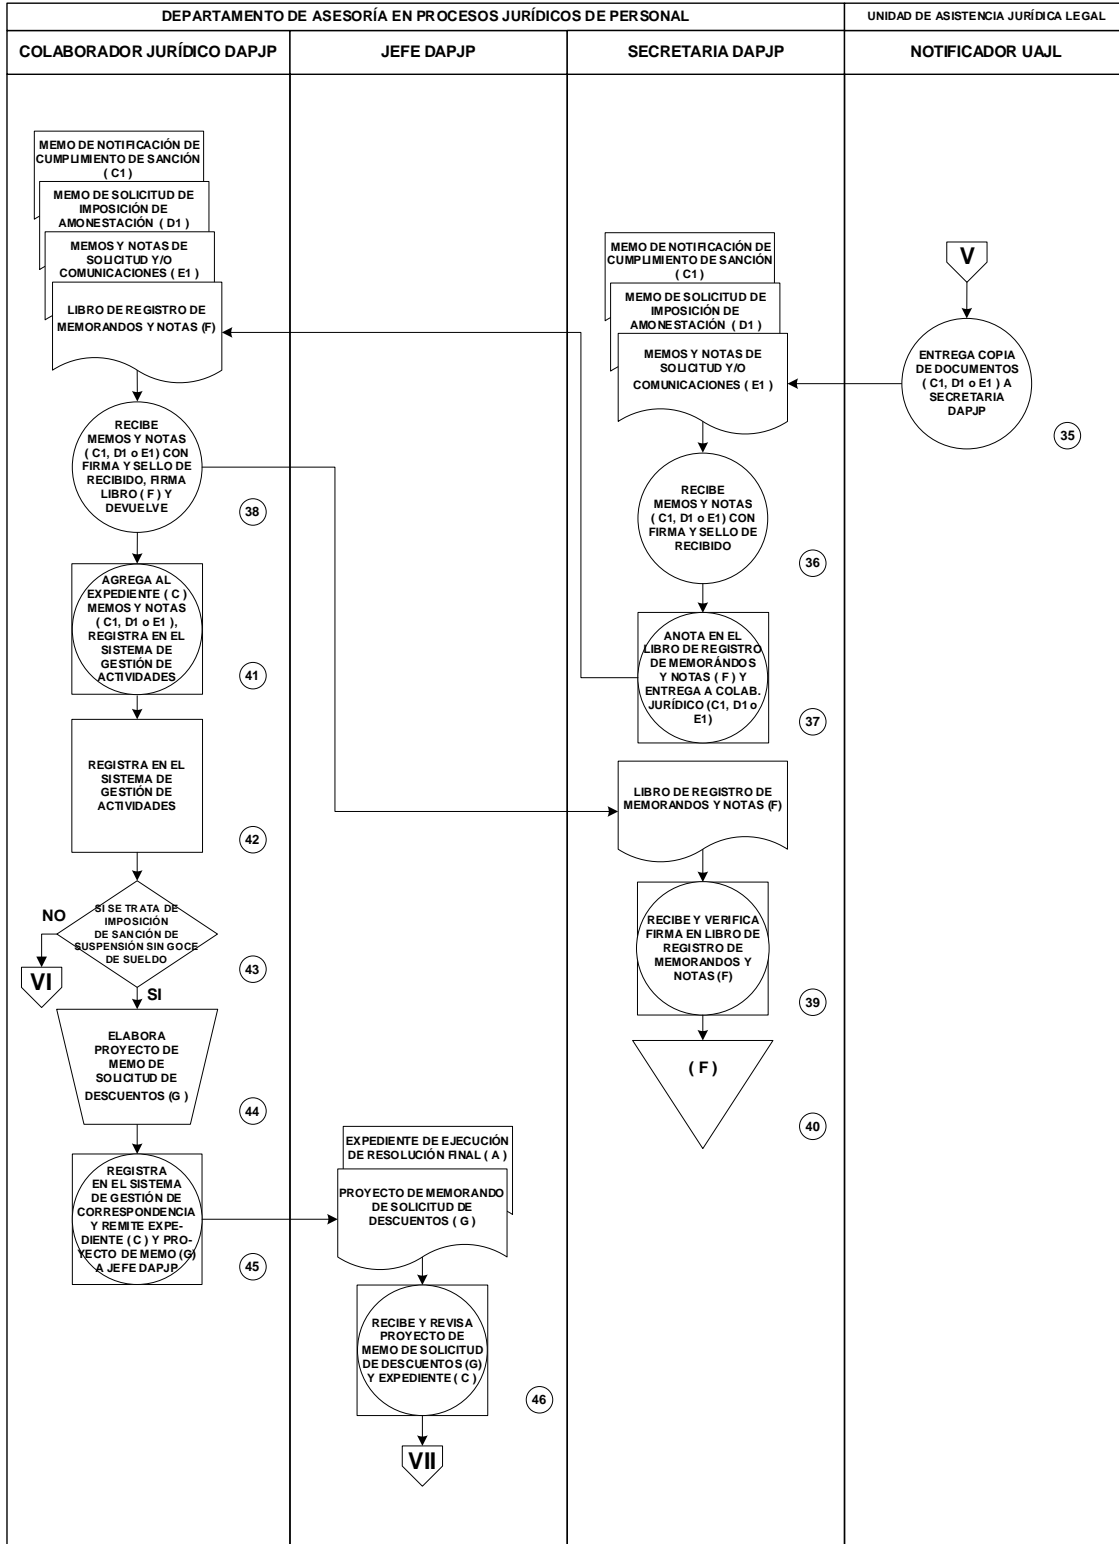 DEPARTAMENTO DE ASESORÍA EN PROCESOS JURÍDICOS DE PERSONAL
UNIDAD DE ASISTENCIA JURÍDICA LEGAL
COLABORADOR JURÍDICO DAPJP
JEFE DAPJP
SECRETARIA DAPJP
NOTIFICADOR UAJL
MEMO DE NOTIFICACIÓN DE
CUMPLIMIENTO DE SANCIÓN
( C1 )
MEMO DE SOLICITUD DE
IMPOSICIÓN DE
AMONESTACIÓN ( D1 )
MEMOS Y NOTAS DE
SOLICITUD Y/O
COMUNICACIONES ( E1 )
LIBRO DE REGISTRO DE
MEMORANDOS Y NOTAS (F)
RECIBE
MEMOS Y NOTAS
( C1, D1 o E1) CON
FIRMA Y SELLO DE
RECIBIDO, FIRMA
LIBRO ( F ) Y
DEVUELVE
38
AGREGA AL
EXPEDIENTE ( C )
MEMOS Y NOTAS
( C1, D1 o E1 ),
REGISTRA EN EL
SISTEMA DE
GESTIÓN DE
ACTIVIDADES
41
REGISTRA EN EL
SISTEMA DE
GESTIÓN DE
ACTIVIDADES
42
SI SE TRATA DE
IMPOSICIÓN
DE SANCIÓN DE
SUSPENSIÓN SIN GOCE
DE SUELDO
43
NO
VI
SI
ELABORA
PROYECTO DE
MEMO DE
SOLICITUD DE
DESCUENTOS (G )
44
REGISTRA
EN EL SISTEMA
DE GESTIÓN DE
CORRESPONDENCIA
Y REMITE EXPE-
DIENTE ( C ) Y PRO-
YECTO DE MEMO (G)
A JEFE DAPJP
45
EXPEDIENTE DE EJECUCIÓN
DE RESOLUCIÓN FINAL ( A )
PROYECTO DE MEMORANDO
DE SOLICITUD DE
DESCUENTOS ( G )
RECIBE Y REVISA
PROYECTO DE
MEMO DE SOLICITUD
DE DESCUENTOS (G)
Y EXPEDIENTE ( C )
46
VII
MEMO DE NOTIFICACIÓN DE
CUMPLIMIENTO DE SANCIÓN
( C1 )
MEMO DE SOLICITUD DE
IMPOSICIÓN DE
AMONESTACIÓN ( D1 )
MEMOS Y NOTAS DE
SOLICITUD Y/O
COMUNICACIONES ( E1 )
RECIBE
MEMOS Y NOTAS
( C1, D1 o E1) CON
FIRMA Y SELLO DE
RECIBIDO
36
ANOTA EN EL
LIBRO DE REGISTRO
DE MEMORÁNDOS
Y NOTAS ( F ) Y
ENTREGA A COLAB.
JURÍDICO (C1, D1 o
E1)
37
LIBRO DE REGISTRO DE
MEMORANDOS Y NOTAS (F)
RECIBE Y VERIFICA
FIRMA EN LIBRO DE
REGISTRO DE
MEMORANDOS Y
NOTAS (F)
39
( F )
40
V
ENTREGA COPIA
DE DOCUMENTOS
( C1, D1 o E1 ) A
SECRETARIA
DAPJP
35